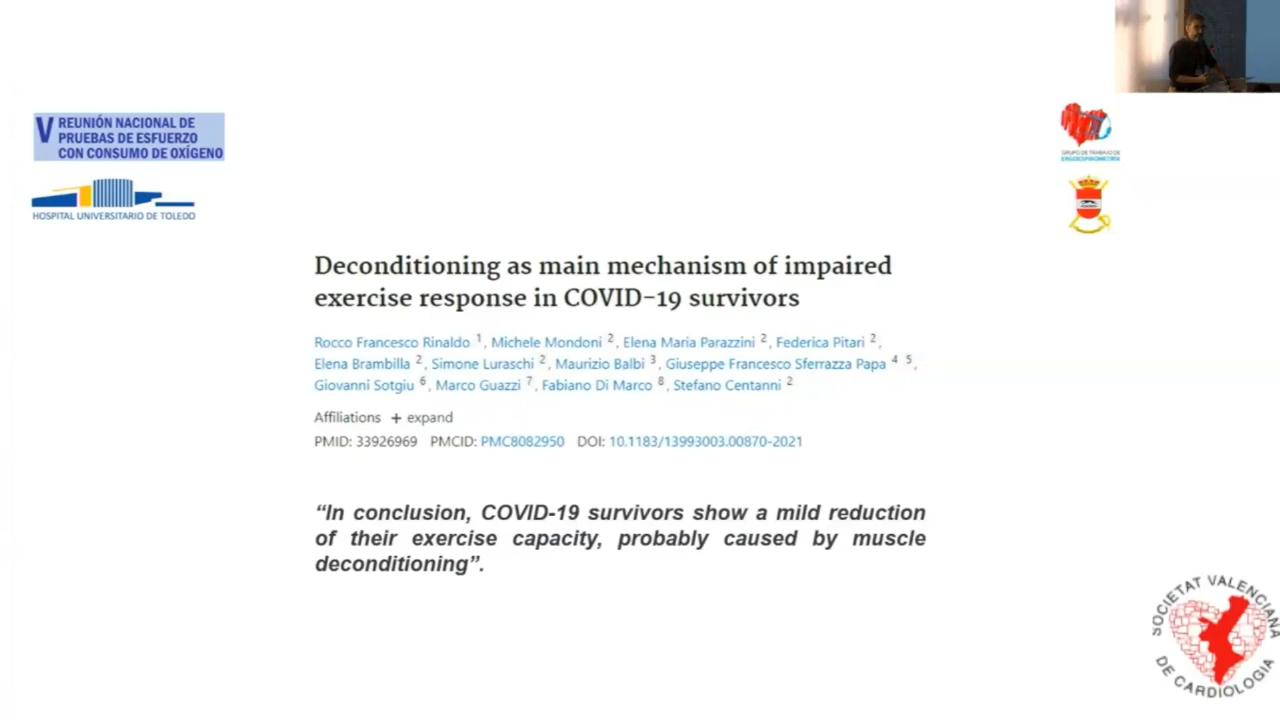 V REUNIÓN NACIONAL DE
PRUEBAS DE ESFUERZO
CON CONSUMO DE OXÍGENO
HOSPITAL UNIVERSITARIO DE TOLEDO
GRUPO DE TRABAJO DE
ERGOESPIROMETRÍA
Deconditioning as main mechanism of impaired
exercise response in COVID-19 survivors
Rocco Francesco Rinaldo 1, Michele Mondoni 2, Elena Maria Parazzini 2, Federica Pitari 2,
Elena Brambilla 2, Simone Luraschi 2, Maurizio Balbi 3, Giuseppe Francesco Sferrazza Papa 4 5,
Giovanni Sotgiu 6, Marco Guazzi 7, Fabiano Di Marco 8, Stefano Centanni 2
Affiliations + expand
PMID: 33926969 PMCID: PMC8082950 DOI: 10.1183/13993003.00870-2021
“In conclusion, COVID-19 survivors show a mild reduction
of their exercise capacity, probably caused by muscle
deconditioning”.
SOCIETAT VALENCIANA
DE CARDIOLOGIA